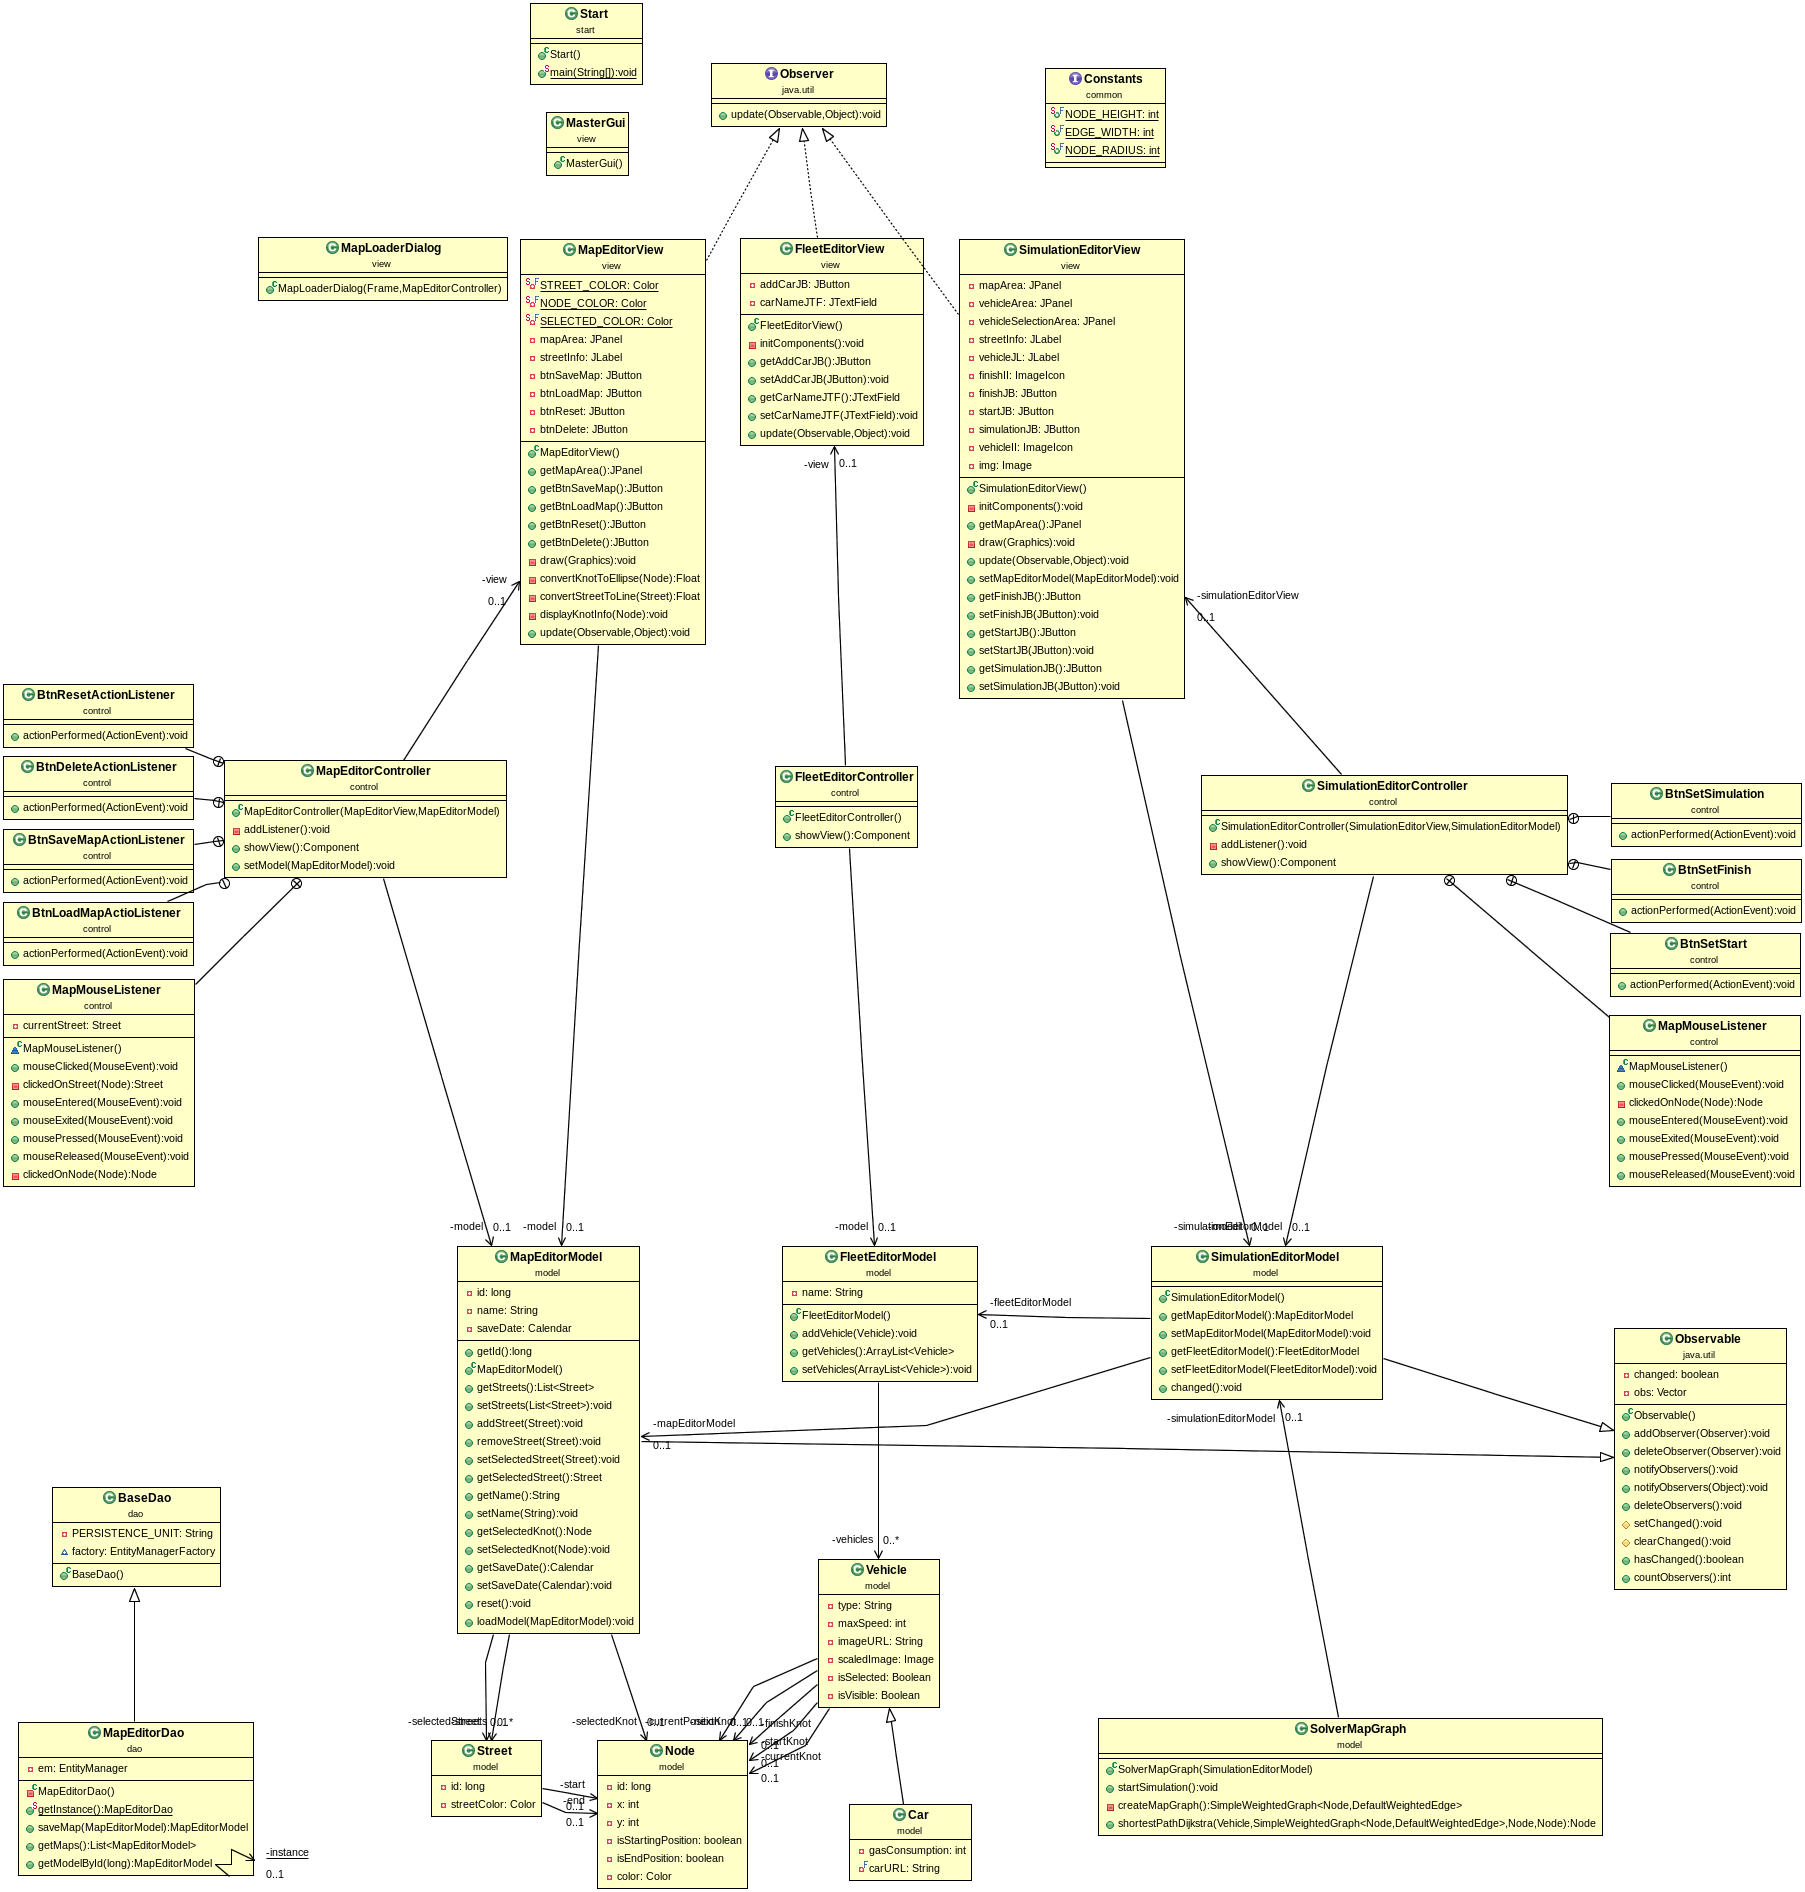 Start
start
Start()
main(String[]):void
Observer
java.util
update(Observable,Object):void
Constants
common
NODE_HEIGHT: int
EDGE_WIDTH: int
NODE_RADIUS: int
MasterGui
view
MasterGui()
MapLoaderDialog
view
MapLoaderDialog(Frame,MapEditorController)
MapEditorView
view
STREET_COLOR: Color
NODE_COLOR: Color
SELECTED_COLOR: Color
mapArea: JPanel
streetInfo: JLabel
btnSaveMap: JButton
btnLoadMap: JButton
btnReset: JButton
btnDelete: JButton
MapEditorView()
getMapArea():JPanel
getBtnSaveMap():JButton
getBtnLoadMap():JButton
getBtnReset():JButton
getBtnDelete():JButton
draw(Graphics):void
convertKnotToEllipse(Node):Float
convertStreetToLine(Street):Float
displayKnotInfo(Node):void
update(Observable,Object):void
FleetEditorView
view
addCarJB: JButton
carNameJTF: JTextField
FleetEditorView()
initComponents():void
getAddCarJB():JButton
setAddCarJB(JButton):void
getCarNameJTF():JTextField
setCarNameJTF(JTextField):void
update(Observable,Object):void
-view
0..1
SimulationEditorView
view
mapArea: JPanel
vehicleArea: JPanel
vehicleSelectionArea: JPanel
streetInfo: JLabel
vehicleJL: JLabel
finishII: ImageIcon
finishJB: JButton
startJB: JButton
simulationJB: JButton
vehicleII: ImageIcon
img: Image
SimulationEditorView()
initComponents():void
getMapArea():JPanel
draw(Graphics):void
update(Observable,Object):void
setMapEditorModel(MapEditorModel):void
getFinishJB():JButton
setFinishJB(JButton):void
getStartJB():JButton
setStartJB(JButton):void
getSimulationJB():JButton
setSimulationJB(JButton):void
-view
0..1
-simulationEditorView
0..1
BtnResetActionListener
control
actionPerformed(ActionEvent):void
BtnDeleteActionListener
control
actionPerformed(ActionEvent):void
BtnSaveMapActionListener
control
actionPerformed(ActionEvent):void
BtnLoadMapActioListener
control
actionPerformed(ActionEvent):void
MapMouseListener
control
currentStreet: Street
MapMouseListener()
mouseClicked(MouseEvent):void
clickedOnStreet(Node):Street
mouseEntered(MouseEvent):void
mouseExited(MouseEvent):void
mousePressed(MouseEvent):void
mouseReleased(MouseEvent):void
clickedOnNode(Node):Node
MapEditorController
control
MapEditorController(MapEditorView,MapEditorModel)
addListener():void
showView():Component
setModel(MapEditorModel):void
FleetEditorController
control
FleetEditorController()
showView():Component
SimulationEditorController
control
SimulationEditorController(SimulationEditorView,SimulationEditorModel)
addListener():void
showView():Component
BtnSetSimulation
control
actionPerformed(ActionEvent):void
BtnSetFinish
control
actionPerformed(ActionEvent):void
BtnSetStart
control
actionPerformed(ActionEvent):void
MapMouseListener
control
MapMouseListener()
mouseClicked(MouseEvent):void
clickedOnNode(Node):Node
mouseEntered(MouseEvent):void
mouseExited(MouseEvent):void
mousePressed(MouseEvent):void
mouseReleased(MouseEvent):void
-model 0..1
-model 0..1
-model 0..1
-simulationEditorModel 0..1
-model 0..1
MapEditorModel
model
id: long
name: String
saveDate: Calendar
getId():long
MapEditorModel()
getStreets():List<Street>
setStreets(List<Street>):void
addStreet(Street):void
removeStreet(Street):void
setSelectedStreet(Street):void
getSelectedStreet():Street
getName():String
setName(String):void
getSelectedKnot():Node
setSelectedKnot(Node):void
getSaveDate():Calendar
setSaveDate(Calendar):void
reset():void
loadModel(MapEditorModel):void
FleetEditorModel
model
name: String
FleetEditorModel()
addVehicle(Vehicle):void
getVehicles():ArrayList<Vehicle>
setVehicles(ArrayList<Vehicle>):void
-fleetEditorModel
0..1
SimulationEditorModel
model
SimulationEditorModel()
getMapEditorModel():MapEditorModel
setMapEditorModel(MapEditorModel):void
getFleetEditorModel():FleetEditorModel
setFleetEditorModel(FleetEditorModel):void
changed():void
-mapEditorModel
0..1
-simulationEditorModel
0..1
Observable
java.util
changed: boolean
obs: Vector
Observable()
addObserver(Observer):void
deleteObserver(Observer):void
notifyObservers():void
notifyObservers(Object):void
deleteObservers():void
setChanged():void
clearChanged():void
hasChanged():boolean
countObservers():int
BaseDao
dao
PERSISTENCE_UNIT: String
factory: EntityManagerFactory
BaseDao()
MapEditorDao
dao
em: EntityManager
MapEditorDao()
getInstance():MapEditorDao
saveMap(MapEditorModel):MapEditorModel
getMaps():List<MapEditorModel>
getModelById(long):MapEditorModel
-instance
0..1
-vehicles
0..*
Vehicle
model
type: String
maxSpeed: int
imageURL: String
scaledImage: Image
isSelected: Boolean
isVisible: Boolean
-selectedKnot 0..1
-currentPosition
0..1
-finishKnot
0..1
-startKnot
0..1
-currentKnot
0..1
Street
model
id: long
streetColor: Color
-start
0..1
-end
0..1
Node
model
id: long
x: int
y: int
isStartingPosition: boolean
isEndPosition: boolean
color: Color
Car
model
gasConsumption: int
carURL: String
SolverMapGraph
model
SolverMapGraph(SimulationEditorModel)
startSimulation():void
createMapGraph():SimpleWeightedGraph<Node,DefaultWeightedEdge>
shortestPathDijkstra(Vehicle,SimpleWeightedGraph<Node,DefaultWeightedEdge>,Node,Node):Node